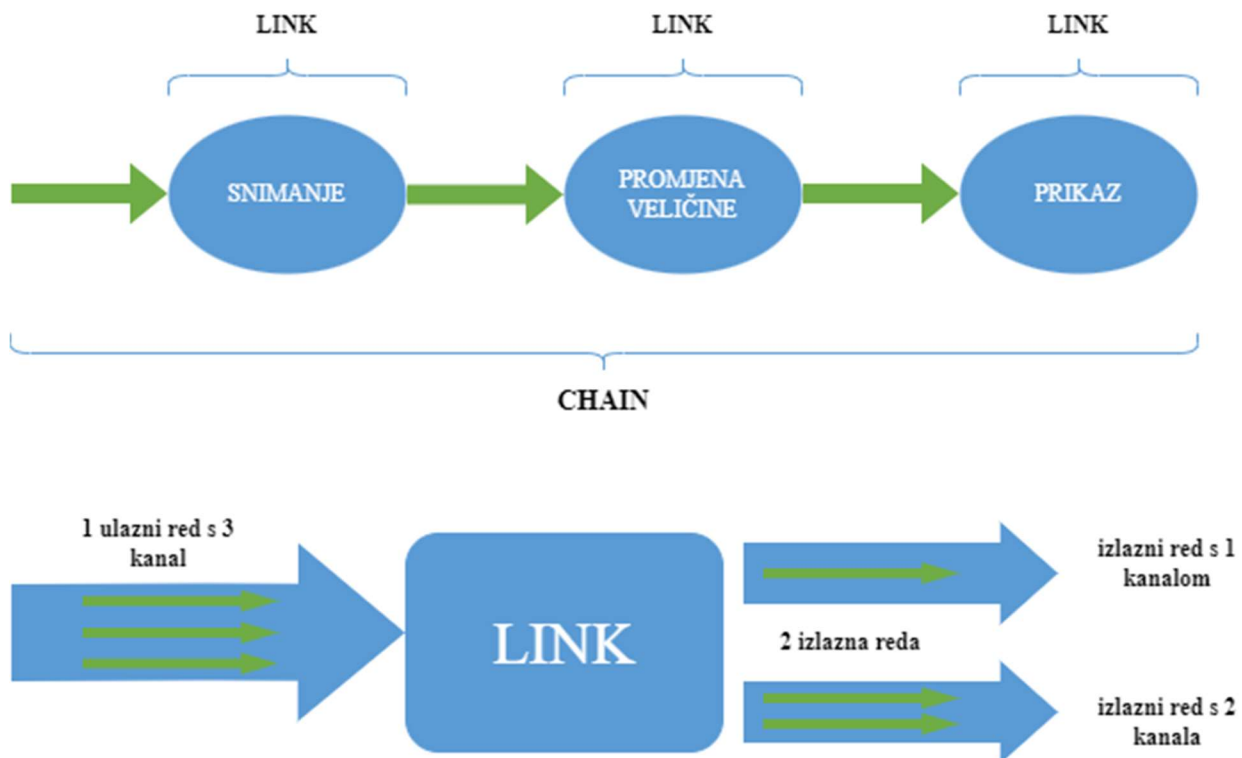 LINK
LINK
LINK
SNIMANJE
PROMJENA
VELIČINE
PRIKAZ
CHAIN
1 ulazni red s 3
kanal
LINK
izlazni red s 1
kanalom
2 izlazna reda
izlazni red s 2
kanala